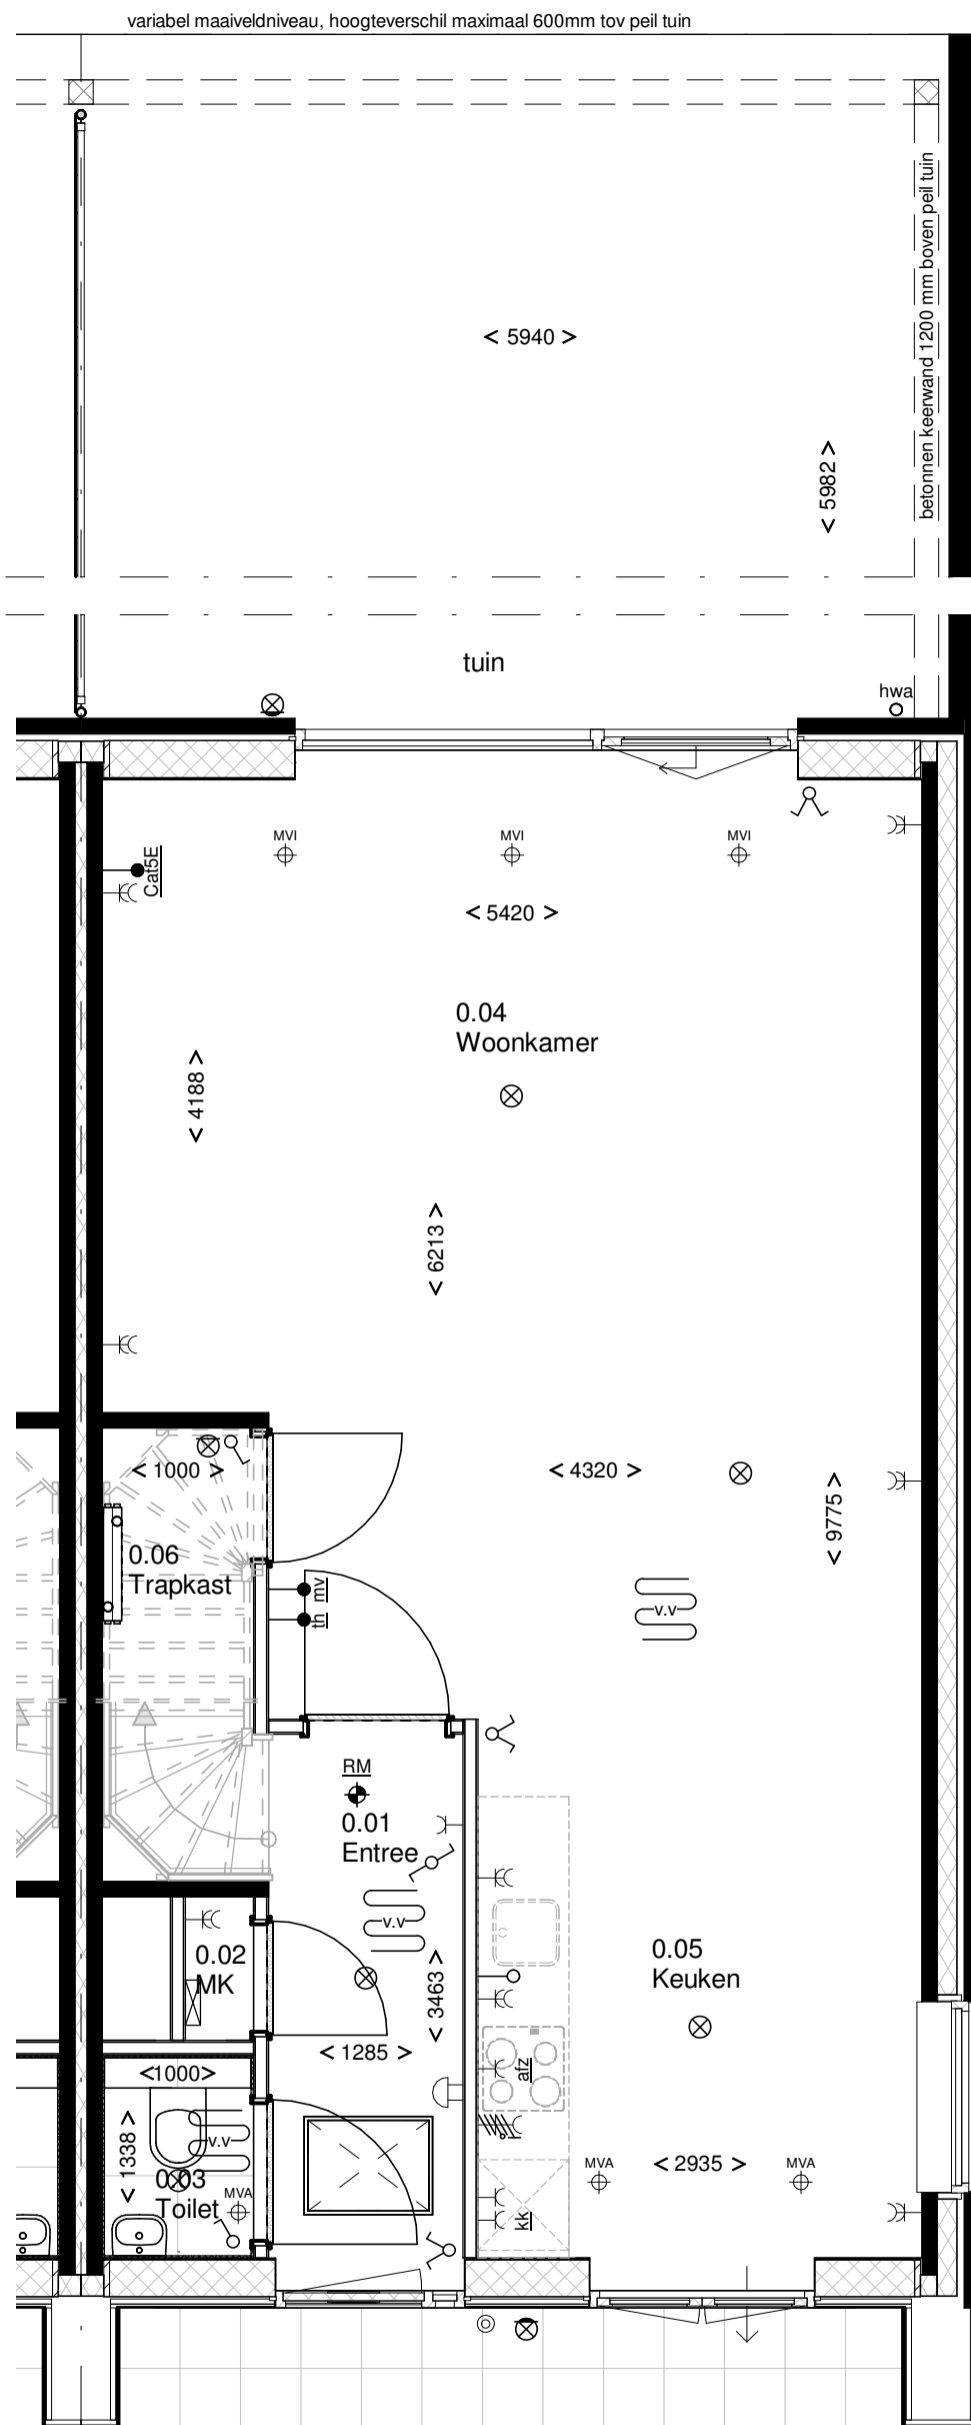 variabel maaiveldniveau, hoogteverschil maximaal 600mm tov peil tuin
betonnen keerwand 1200 mm boven peil tuin
< 5940 >
< 5982 >
tuin
hwa
MVI
MVI
MVI
Cat5E
< 5420 >
0.04
Woonkamer
< 4188 >
< 6213 >
< 1000 >
< 4320 >
< 9775 >
0.06
Trapkast
mv
th
v.v
RM
0.01
Entree
v.v
0.02
MK
0.05
Keuken
< 3463 >
< 1285 >
<1000>
afz
v.v
< 1338 >
0.03
Toilet
MVA
MVA
< 2935 >
MVA
kk